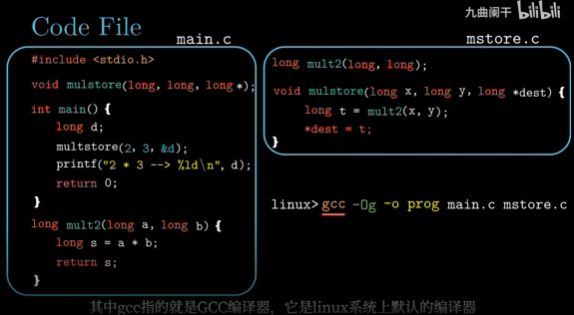 九曲阑干 bilibili
Code File
main.c
#include <stdio.h>
void mulstore(long, long, long*);
int main() {
long d;
multstore(2, 3, &d);
printf("2 * 3 --> %ld\n", d);
return 0;
}
long mult2(long a, long b) {
long s = a * b;
return s;
}
mstore.c
long mult2(long, long);
void mulstore(long x, long y, long *dest) {
long t = mult2(x, y);
*dest = t;
}
linux> gcc -Og -o prog main.c mstore.c
其中gcc指的就是GCC编译器，它是linux系统上默认的编译器